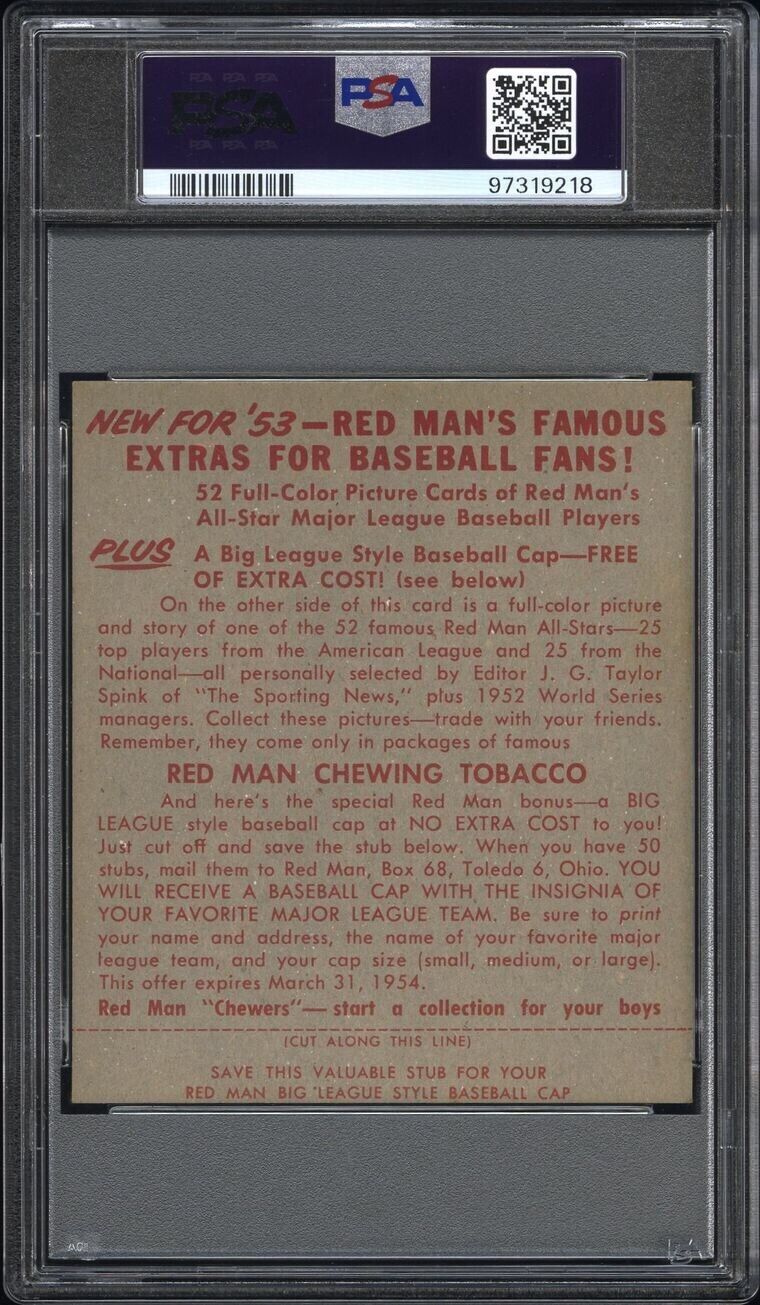 PSA
PSA
97319218
NEW FOR '53—RED MAN'S FAMOUS
EXTRAS FOR BASEBALL FANS!
52 Full-Color Picture Cards of Red Man's
All-Star Major League Baseball Players
PLUS A Big League Style Baseball Cap—FREE
OF EXTRA COST! (see below)
On the other side of this card is a full-color picture
and story of one of the 52 famous Red Man All-Stars—25
top players from the American League and 25 from the
National—all personally selected by Editor J. G. Taylor
Spink of "The Sporting News," plus 1952 World Series
managers. Collect these pictures—trade with your friends.
Remember, they come only in packages of famous
RED MAN CHEWING TOBACCO
And here's the special Red Man bonus—a BIG
LEAGUE style baseball cap at NO EXTRA COST to you!
Just cut off and save the stub below. When you have 50
stubs, mail them to Red Man, Box 68, Toledo 6, Ohio. YOU
WILL RECEIVE A BASEBALL CAP WITH THE INSIGNIA OF
YOUR FAVORITE MAJOR LEAGUE TEAM. Be sure to print
your name and address, the name of your favorite major
league team, and your cap size (small, medium, or large).
This offer expires March 31, 1954.
Red Man "Chewers"—start a collection for your boys
(CUT ALONG THIS LINE)
SAVE THIS VALUABLE STUB FOR YOUR
RED MAN BIG LEAGUE STYLE BASEBALL CAP